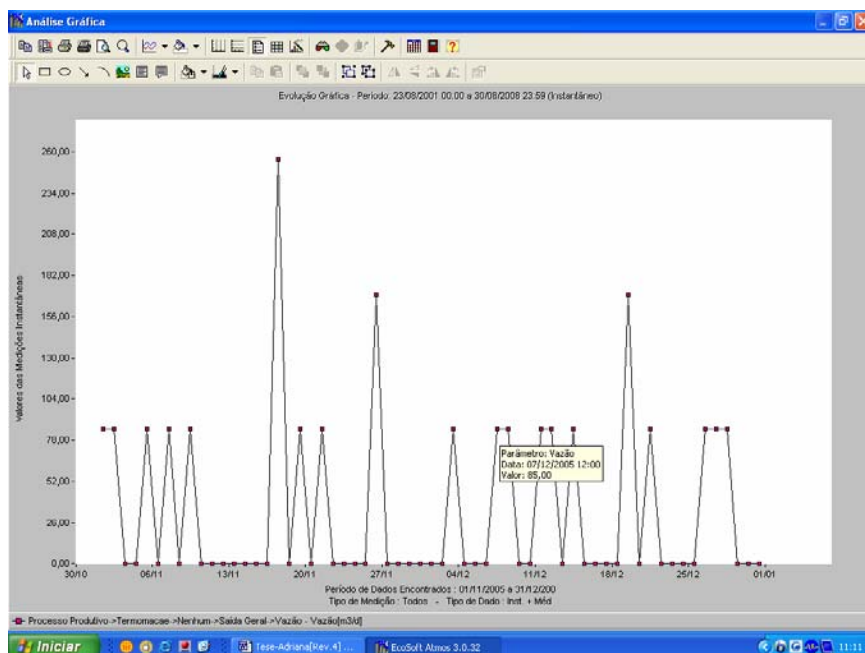 Análise Gráfica
Evolução Gráfica - Período: 23/08/2001 00:00 a 30/08/2008 23:59 (Instantâneo)
Valores das Medições Instantâneas
260,00
234,00
208,00
182,00
156,00
130,00
104,00
78,00
52,00
26,00
0,00
Parâmetro: Vazão
Data: 07/12/2005 12:00
Valor: 85,00
30/10 06/11 13/11 20/11 27/11 04/12 11/12 18/12 25/12 01/01
Período de Dados Encontrados : 01/11/2005 a 31/12/200
Tipo de Medição : Todos - Tipo de Dado : Inst. + Méd
Processo Produtivo->Termomacae->Nenhum->Saída Geral->Vazão - Vazão[m3/d]
Iniciar
Tese-Adriana[Rev.4] ...
EcoSoft Atmos 3.0.32
11:11